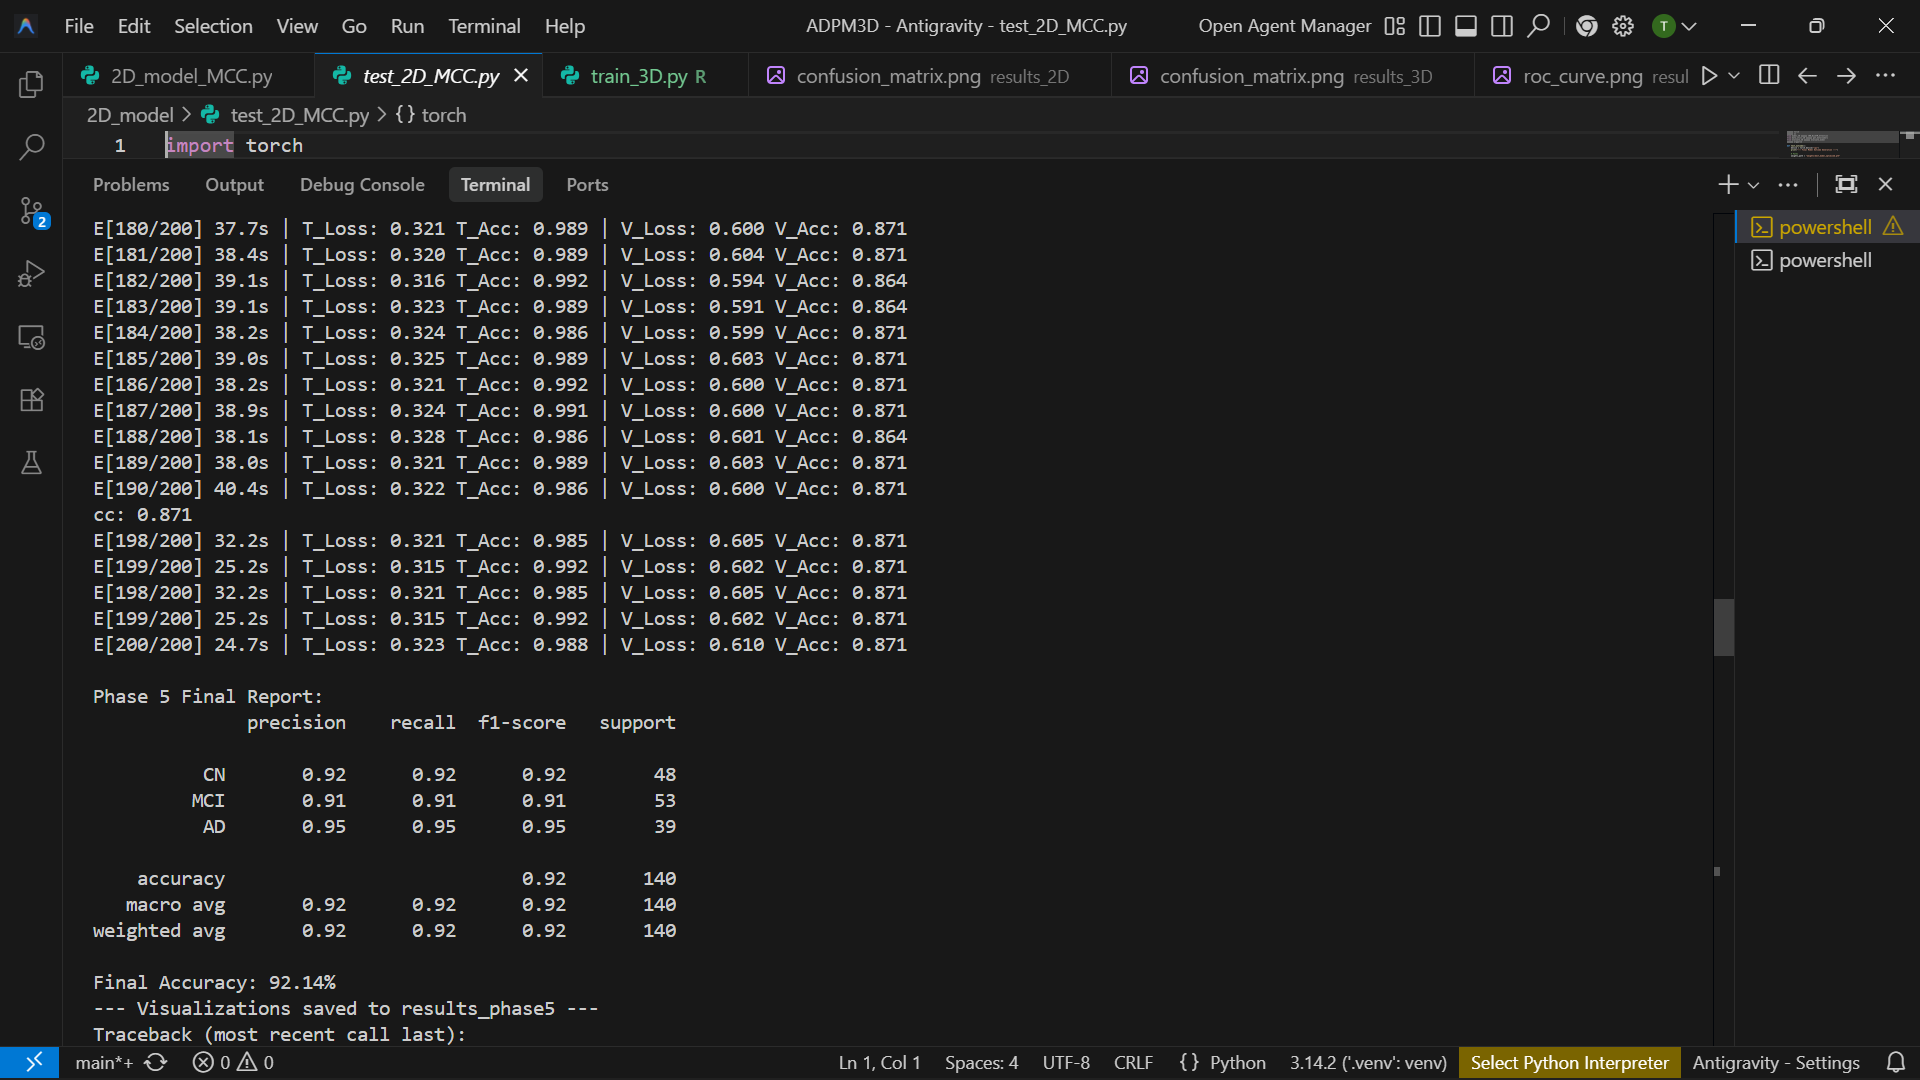 File Edit Selection View Go Run Terminal Help ADPM3D - Antigravity - test_2D_MCC.py Open Agent Manager T
2D_model_MCC.py test_2D_MCC.py train_3D.py R confusion_matrix.png results_2D confusion_matrix.png results_3D roc_curve.png resul
2D_model > test_2D_MCC.py > {} torch
1 import torch
Problems Output Debug Console Terminal Ports
2
powershell
powershell
E[180/200] 37.7s | T_Loss: 0.321 T_Acc: 0.989 | V_Loss: 0.600 V_Acc: 0.871
E[181/200] 38.4s | T_Loss: 0.320 T_Acc: 0.989 | V_Loss: 0.604 V_Acc: 0.871
E[182/200] 39.1s | T_Loss: 0.316 T_Acc: 0.992 | V_Loss: 0.594 V_Acc: 0.864
E[183/200] 39.1s | T_Loss: 0.323 T_Acc: 0.989 | V_Loss: 0.591 V_Acc: 0.864
E[184/200] 38.2s | T_Loss: 0.324 T_Acc: 0.986 | V_Loss: 0.599 V_Acc: 0.871
E[185/200] 39.0s | T_Loss: 0.325 T_Acc: 0.989 | V_Loss: 0.603 V_Acc: 0.871
E[186/200] 38.2s | T_Loss: 0.321 T_Acc: 0.992 | V_Loss: 0.600 V_Acc: 0.871
E[187/200] 38.9s | T_Loss: 0.324 T_Acc: 0.991 | V_Loss: 0.600 V_Acc: 0.871
E[188/200] 38.1s | T_Loss: 0.328 T_Acc: 0.986 | V_Loss: 0.601 V_Acc: 0.864
E[189/200] 38.0s | T_Loss: 0.321 T_Acc: 0.989 | V_Loss: 0.603 V_Acc: 0.871
E[190/200] 40.4s | T_Loss: 0.322 T_Acc: 0.986 | V_Loss: 0.600 V_Acc: 0.871
cc: 0.871
E[198/200] 32.2s | T_Loss: 0.321 T_Acc: 0.985 | V_Loss: 0.605 V_Acc: 0.871
E[199/200] 25.2s | T_Loss: 0.315 T_Acc: 0.992 | V_Loss: 0.602 V_Acc: 0.871
E[198/200] 32.2s | T_Loss: 0.321 T_Acc: 0.985 | V_Loss: 0.605 V_Acc: 0.871
E[199/200] 25.2s | T_Loss: 0.315 T_Acc: 0.992 | V_Loss: 0.602 V_Acc: 0.871
E[200/200] 24.7s | T_Loss: 0.323 T_Acc: 0.988 | V_Loss: 0.610 V_Acc: 0.871
Phase 5 Final Report:
precision recall f1-score support
CN 0.92 0.92 0.92 48
MCI 0.91 0.91 0.91 53
AD 0.95 0.95 0.95 39
accuracy 0.92 140
macro avg 0.92 0.92 0.92 140
weighted avg 0.92 0.92 0.92 140
Final Accuracy: 92.14%
--- Visualizations saved to results_phase5 ---
Traceback (most recent call last):
main*+ 0 0 Ln 1, Col 1 Spaces: 4 UTF-8 CRLF {} Python 3.14.2 ('.venv': venv) Select Python Interpreter Antigravity - Settings